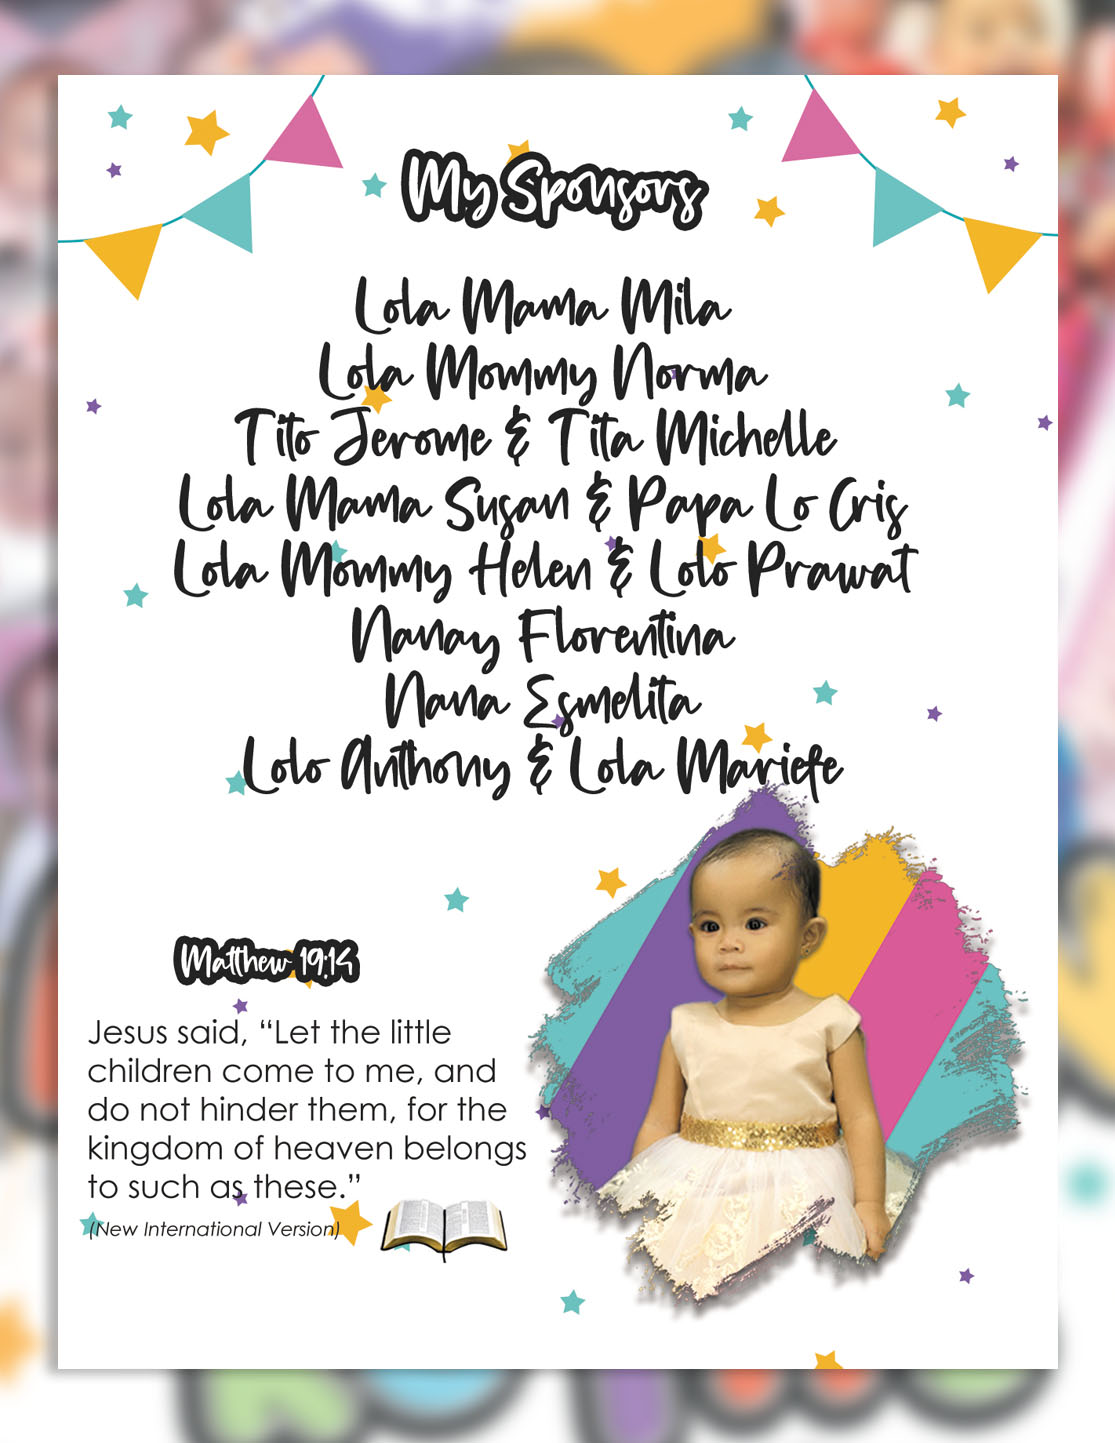 My Sponsors
Lola Mama Mila
Lola Mommy Norma
Tito Jerome & Tita Michelle
Lola Mama Susan & Papa Lo Cris
Lola Mommy Helen & Lolo Prawat
Nanay Florentina
Nana Esmelita
Lolo Anthony & Lola Mariefe
Matthew 19:14
Jesus said, “Let the little
children come to me, and
do not hinder them, for the
kingdom of heaven belongs
to such as these.”
(New International Version)